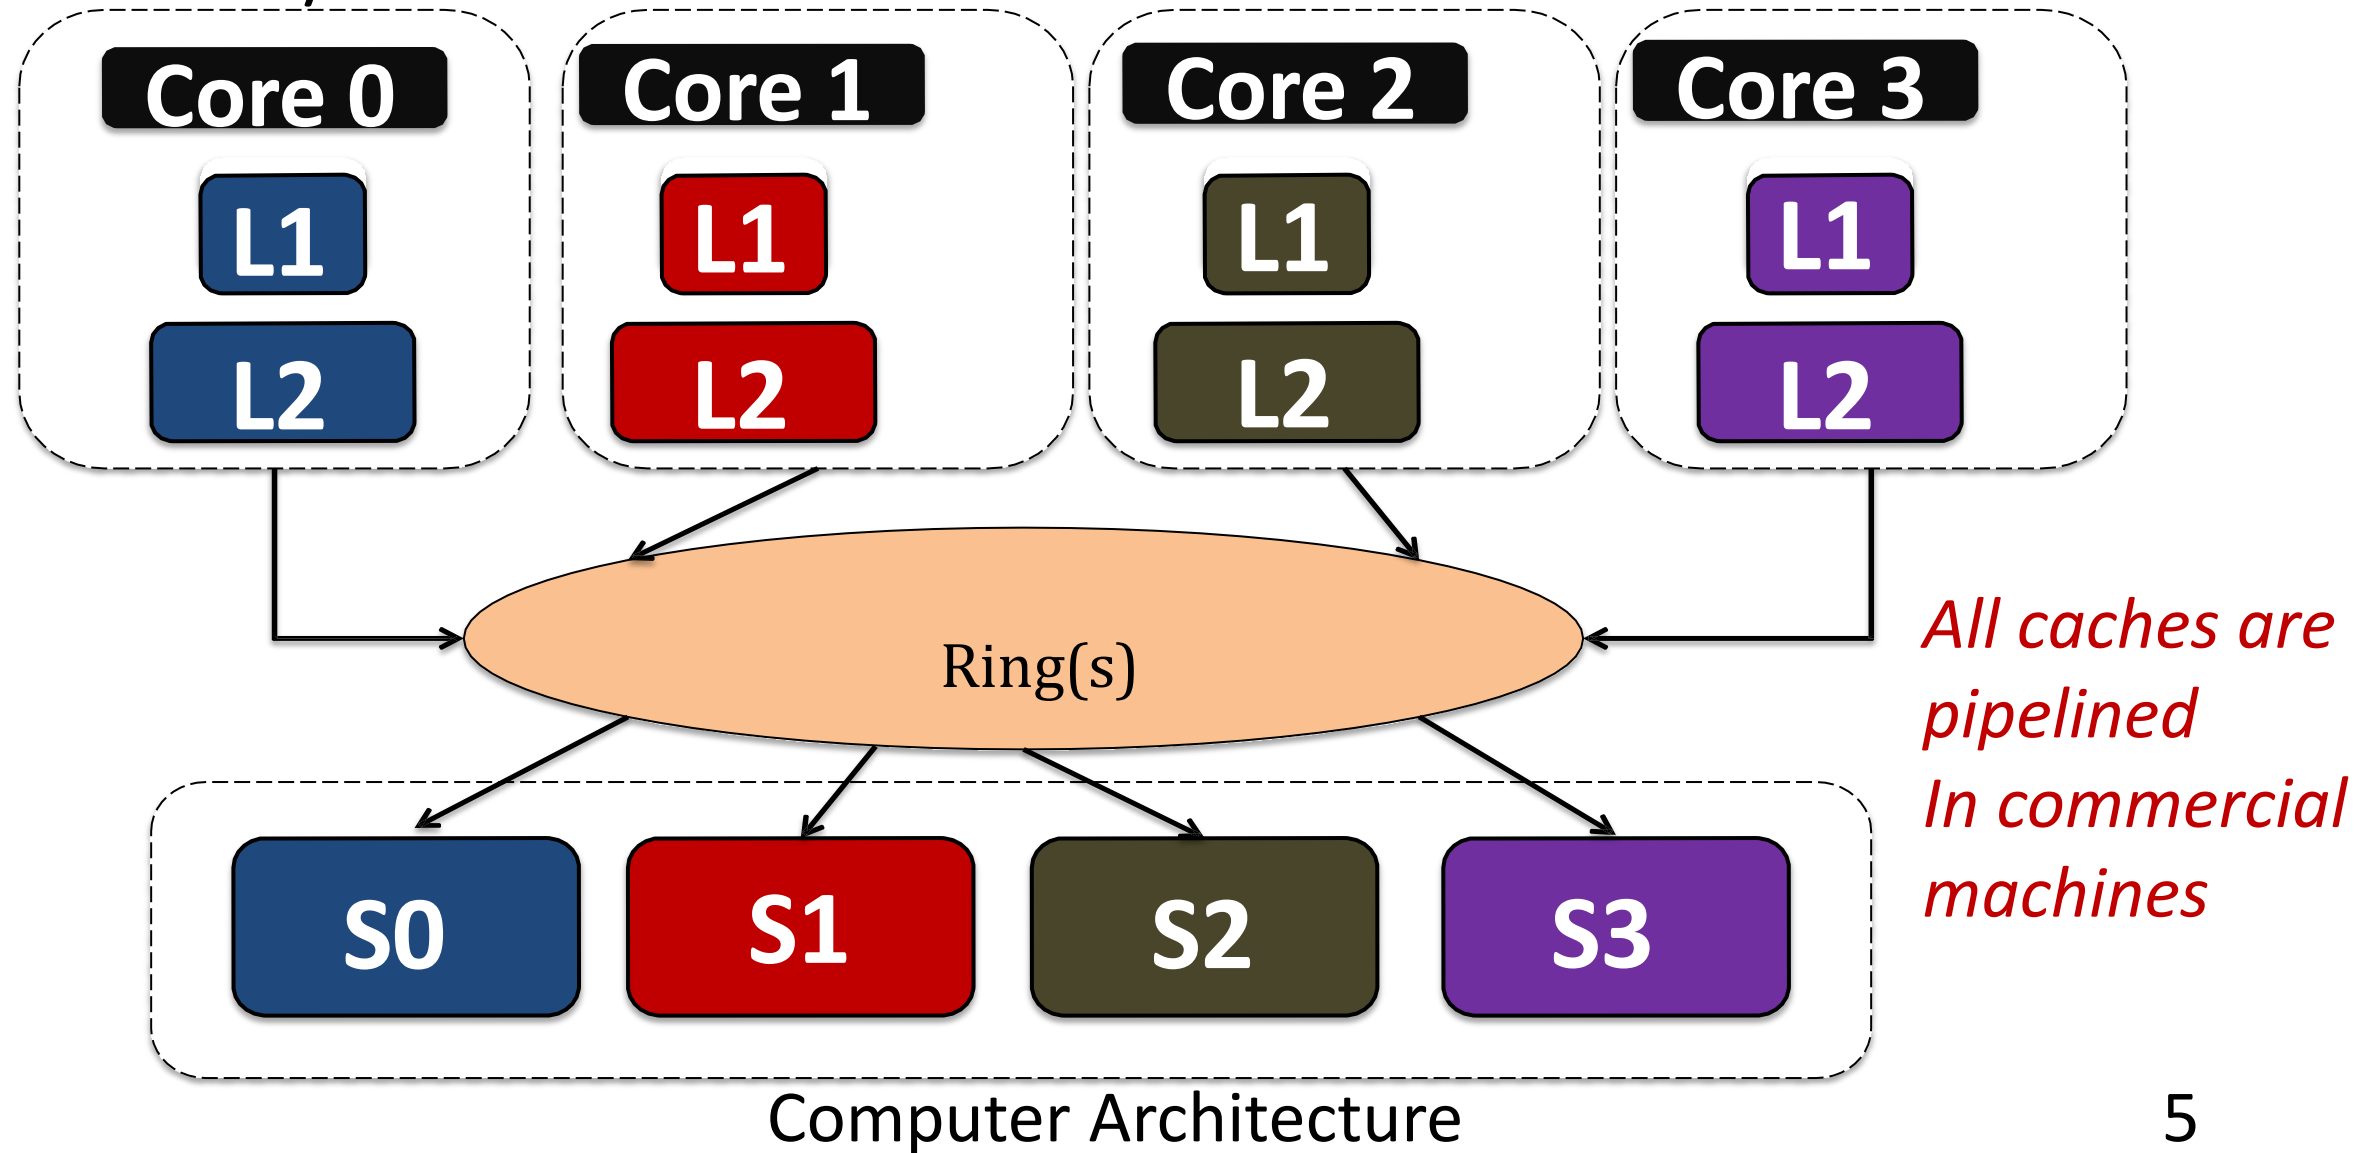 Core 0 Core 1 Core 2 Core 3
L1 L1 L1 L1
L2 L2 L2 L2
Ring(s)
All caches are
pipelined
In commercial
machines
S0 S1 S2 S3
Computer Architecture 5